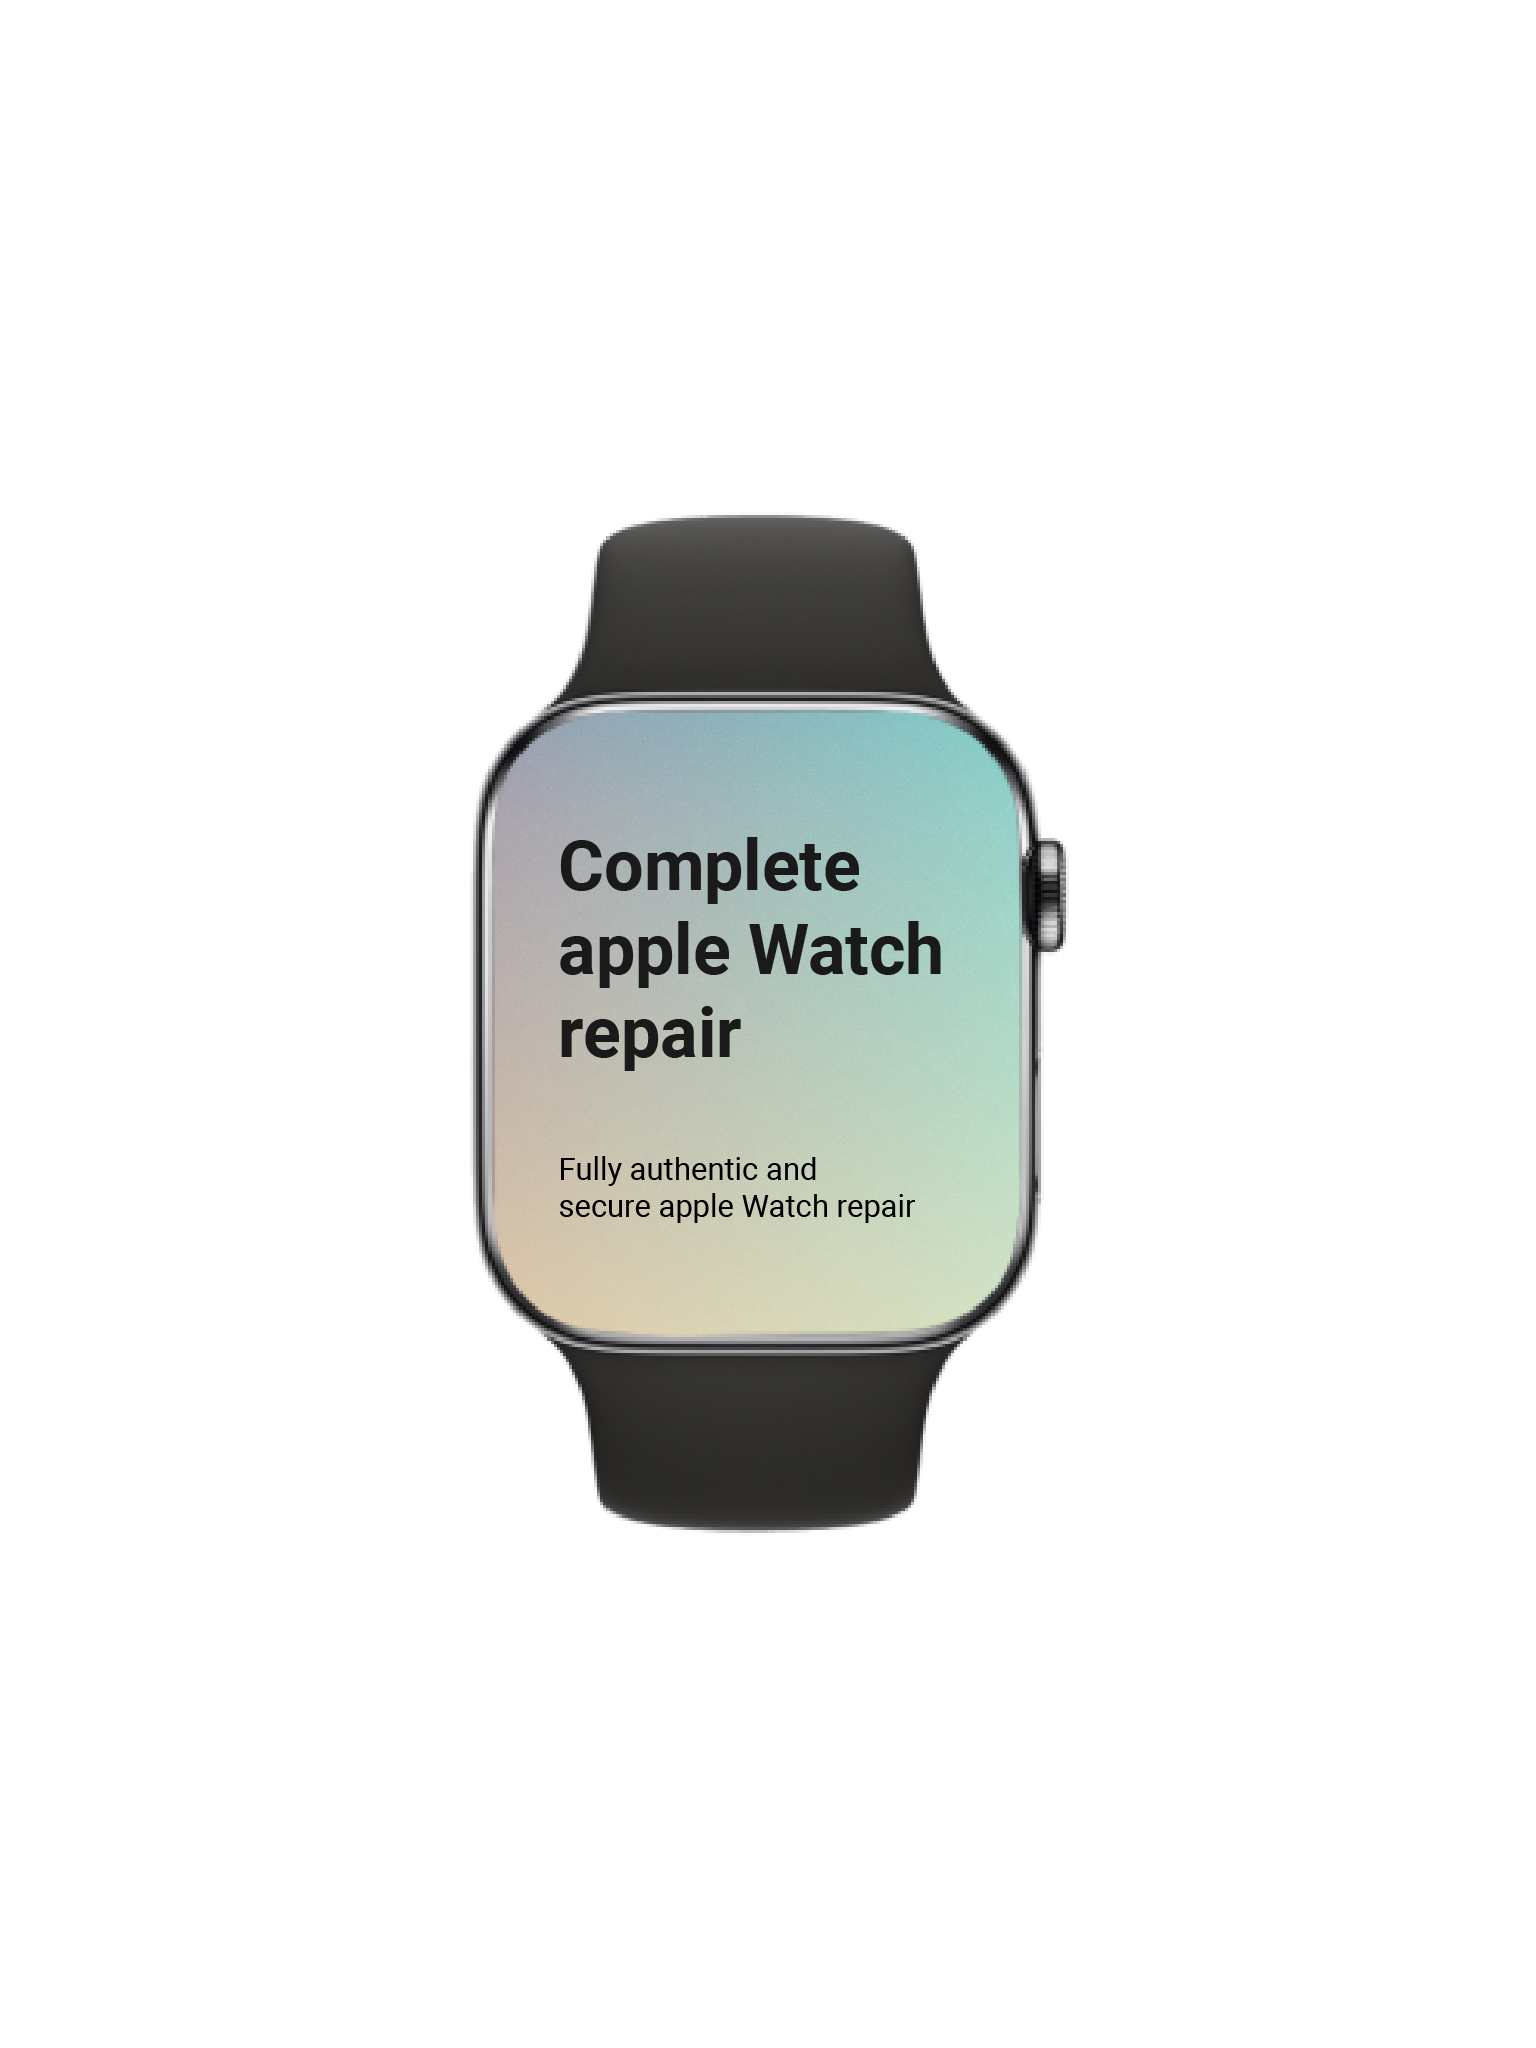 Complete
apple Watch
repair
Fully authentic and
secure apple Watch repair